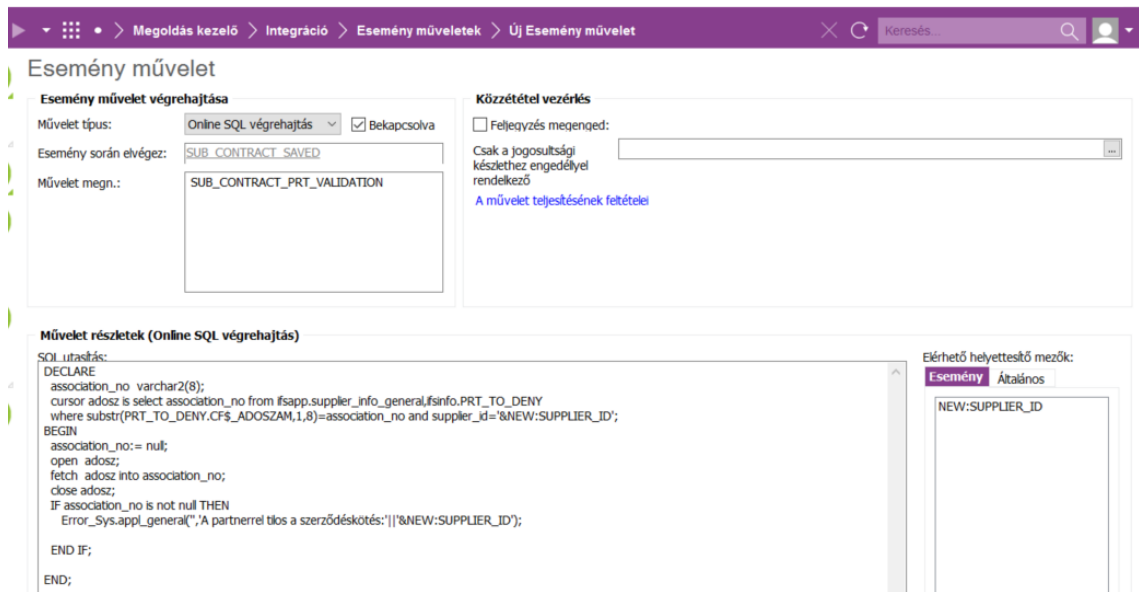 Megoldás kezelő > Integráció > Esemény műveletek > Új Esemény művelet
Keresés...
Esemény művelet
Esemény művelet végrehajtása
Művelet típus: Online SQL végrehajtás Bekapcsolva
Esemény során elvégez: SUB_CONTRACT_SAVED
Művelet megn.: SUB_CONTRACT_PRT_VALIDATION
Közzététel vezérlés
Feljegyzés megenged:
Csak a jogosultsági
készlethez engedéllyel
rendelkező
...
A művelet teljesítésének feltételei
Művelet részletek (Online SQL végrehajtás)
SQL utasítás:
DECLARE
association_no varchar2(8);
cursor adosz is select association_no from ifsapp.supplier_info_general,ifsinfo.PRT_TO_DENY
where substr(PRT_TO_DENY.CF$_ADOSZAM,1,8)=association_no and supplier_id='&NEW:SUPPLIER_ID';
BEGIN
association_no:= null;
open adosz;
fetch adosz into association_no;
close adosz;
IF association_no is not null THEN
Error_Sys.appl_general('','A partnerrel tilos a szerződéskötés:'||'&NEW:SUPPLIER_ID');
END IF;
END;
Elérhető helyettesítő mezők:
Esemény Általános
NEW:SUPPLIER_ID